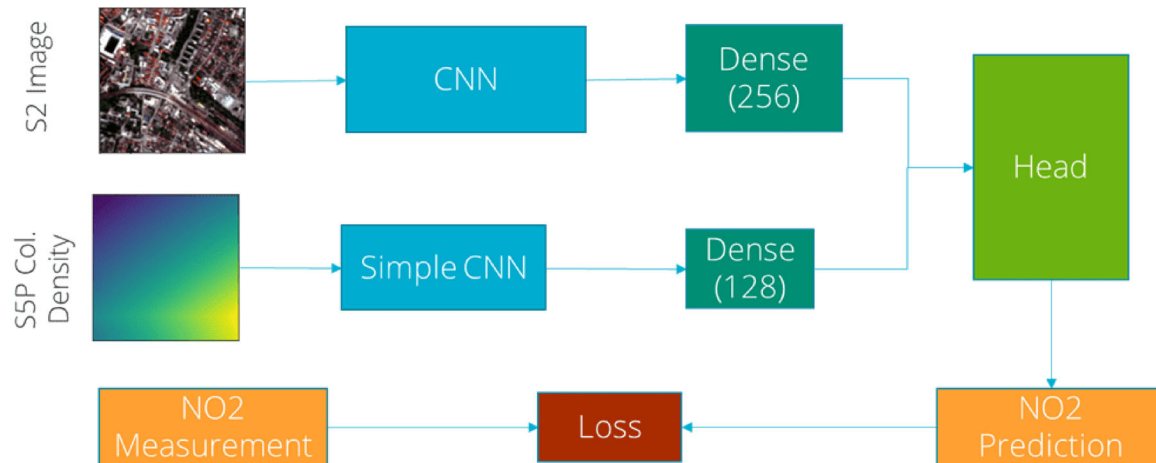 S2 Image
CNN
Dense
(256)
Head
S5P Col.
Density
Simple CNN
Dense
(128)
NO2
Measurement
Loss
NO2
Prediction